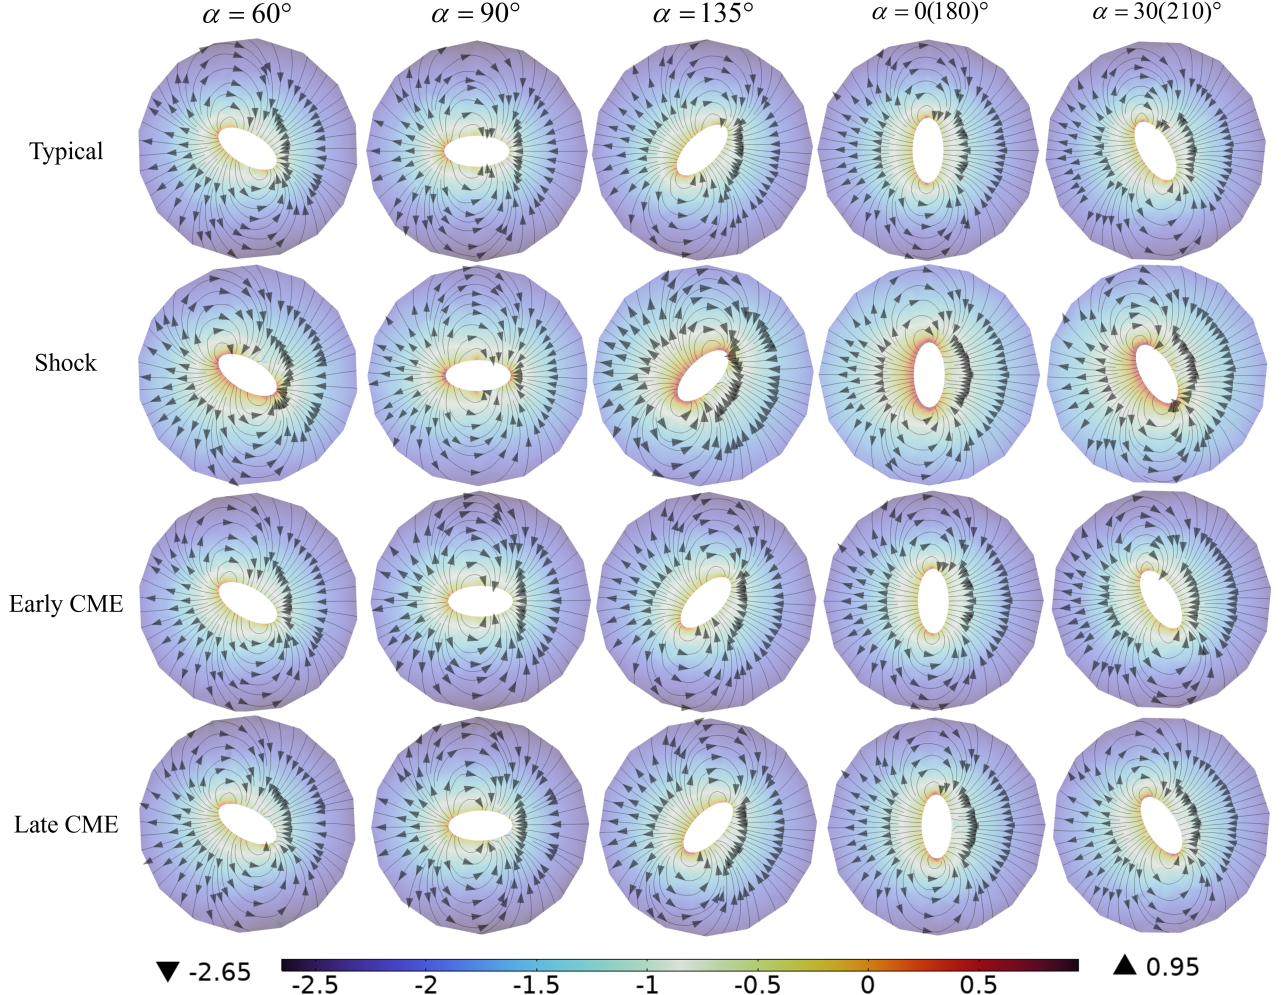 α = 60° α = 90° α = 135° α = 0(180)° α = 30(210)°
Typical
Shock
Early CME
Late CME
▼ -2.65 -2.5 -2 -1.5 -1 -0.5 0 0.5 ▲ 0.95